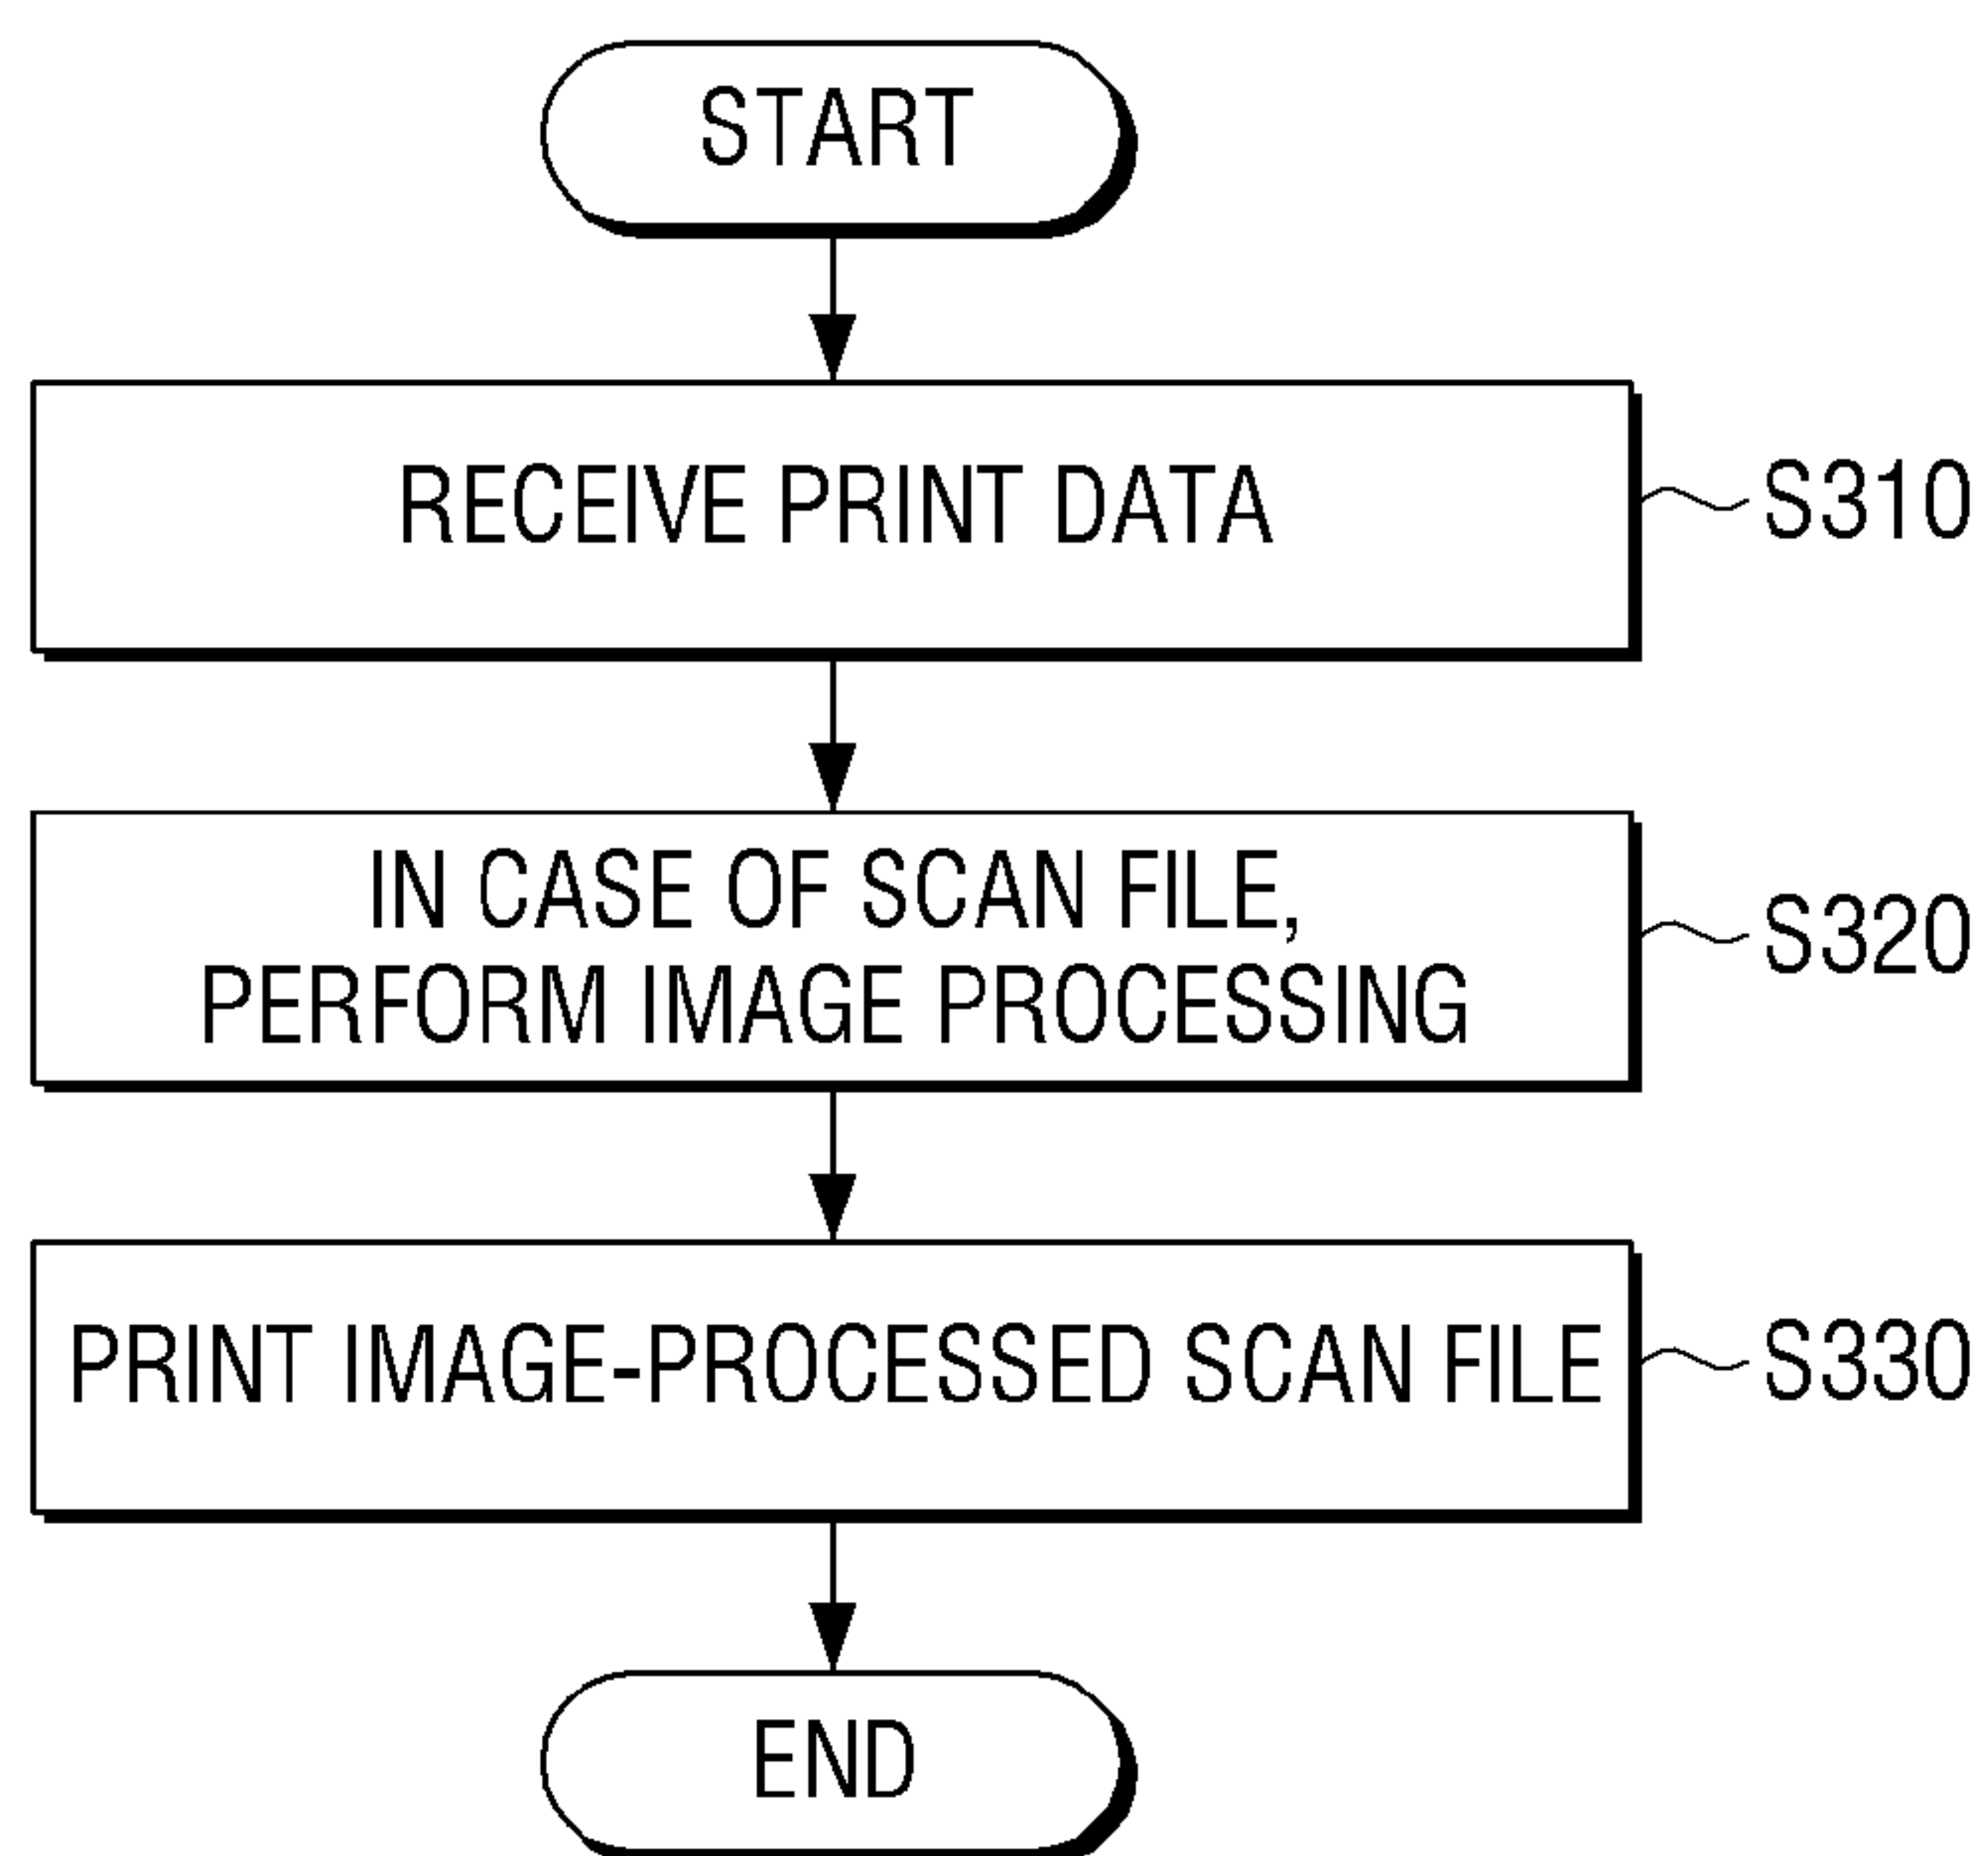 START
RECEIVE PRINT DATA
S310
IN CASE OF SCAN FILE,
PERFORM IMAGE PROCESSING
S320
PRINT IMAGE-PROCESSED SCAN FILE
S330
END